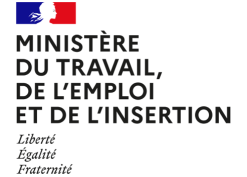 MINISTÈRE
DU TRAVAIL,
DE L'EMPLOI
ET DE L'INSERTION
Liberté
Égalité
Fraternité